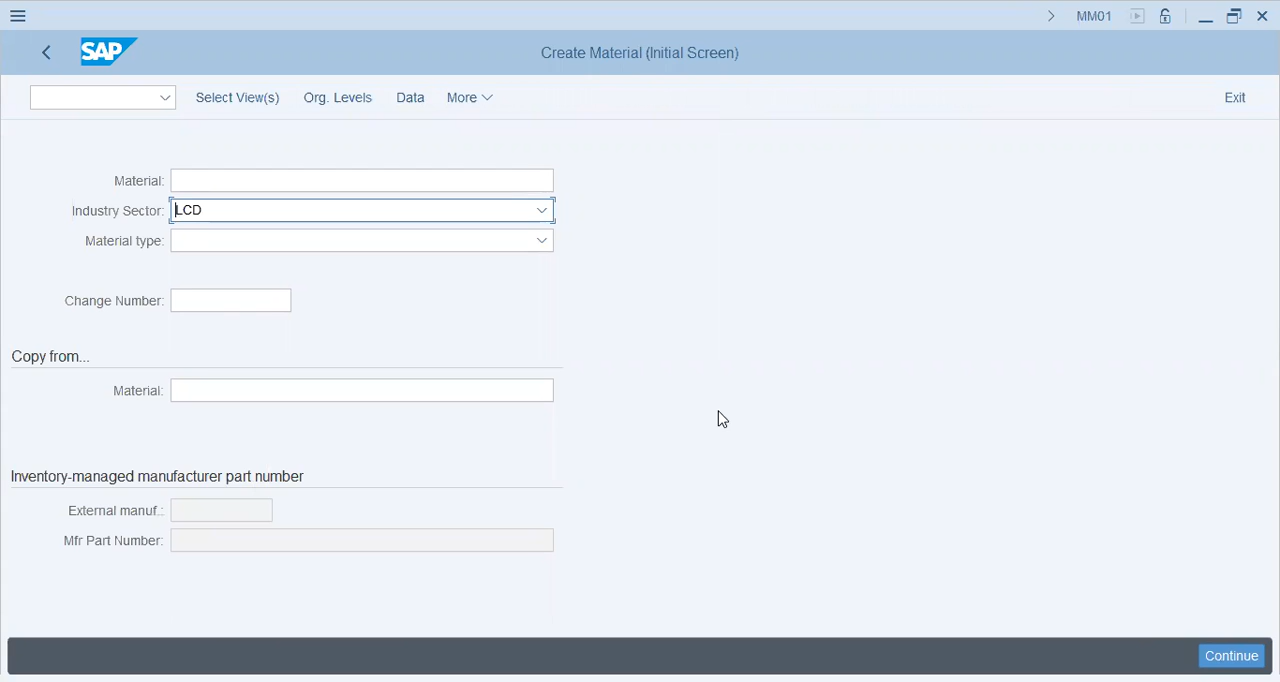 MM01
SAP
Create Material (Initial Screen)
Select View(s) Org. Levels Data More Exit
Material:
Industry Sector: LCD
Material type:
Change Number:
Copy from...
Material:
Inventory-managed manufacturer part number
External manuf.:
Mfr Part Number:
Continue